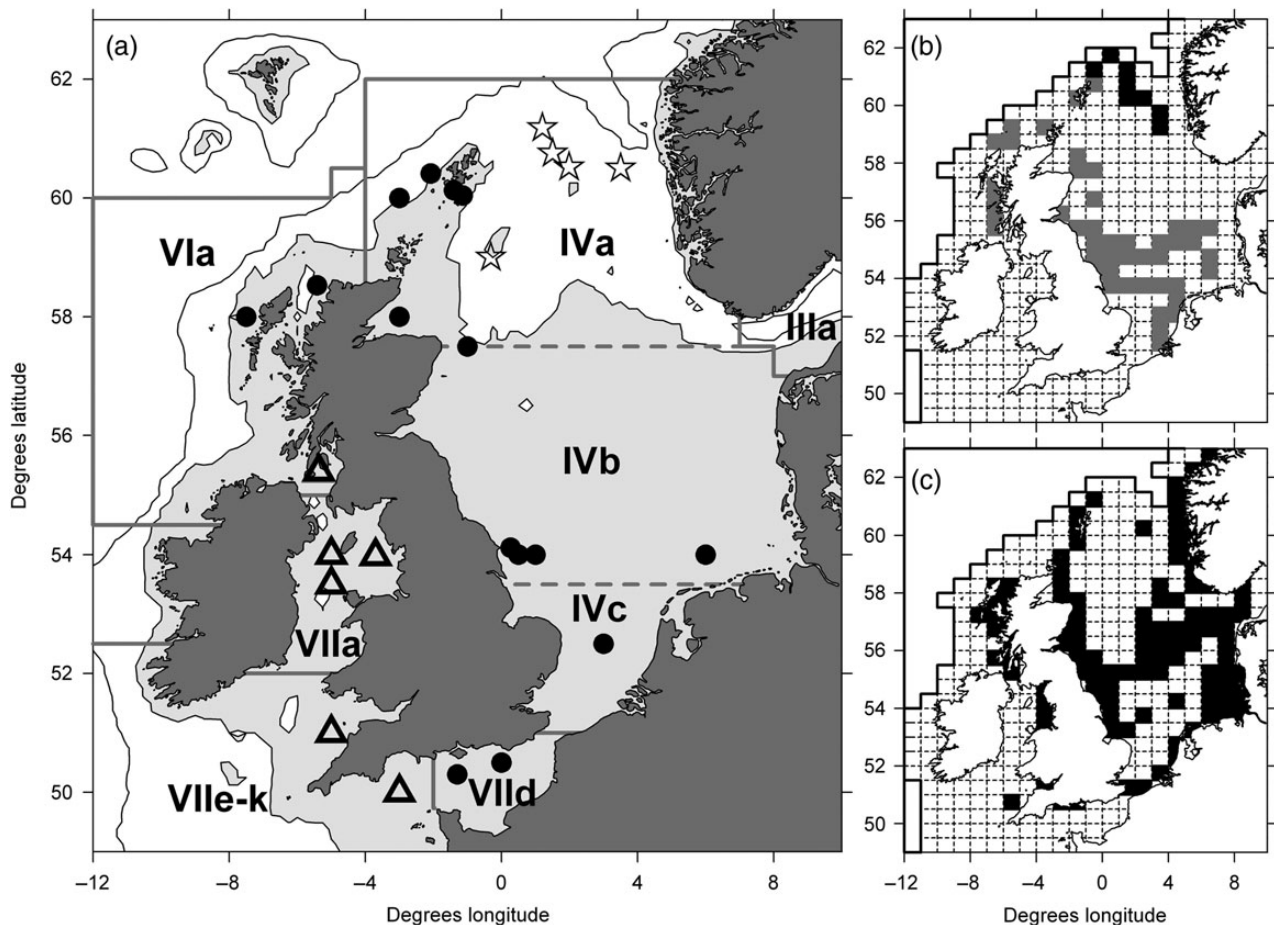 (a)
62
60
58
56
54
52
50
Degrees latitude
VIa
IVa
IIIa
IVb
IVc
VIIa
VIId
VIIe-k
−12
−8
−4
0
4
8
Degrees longitude
(b)
62
60
58
56
54
52
50
(c)
62
60
58
56
54
52
50
−12
−8
−4
0
4
8
Degrees longitude